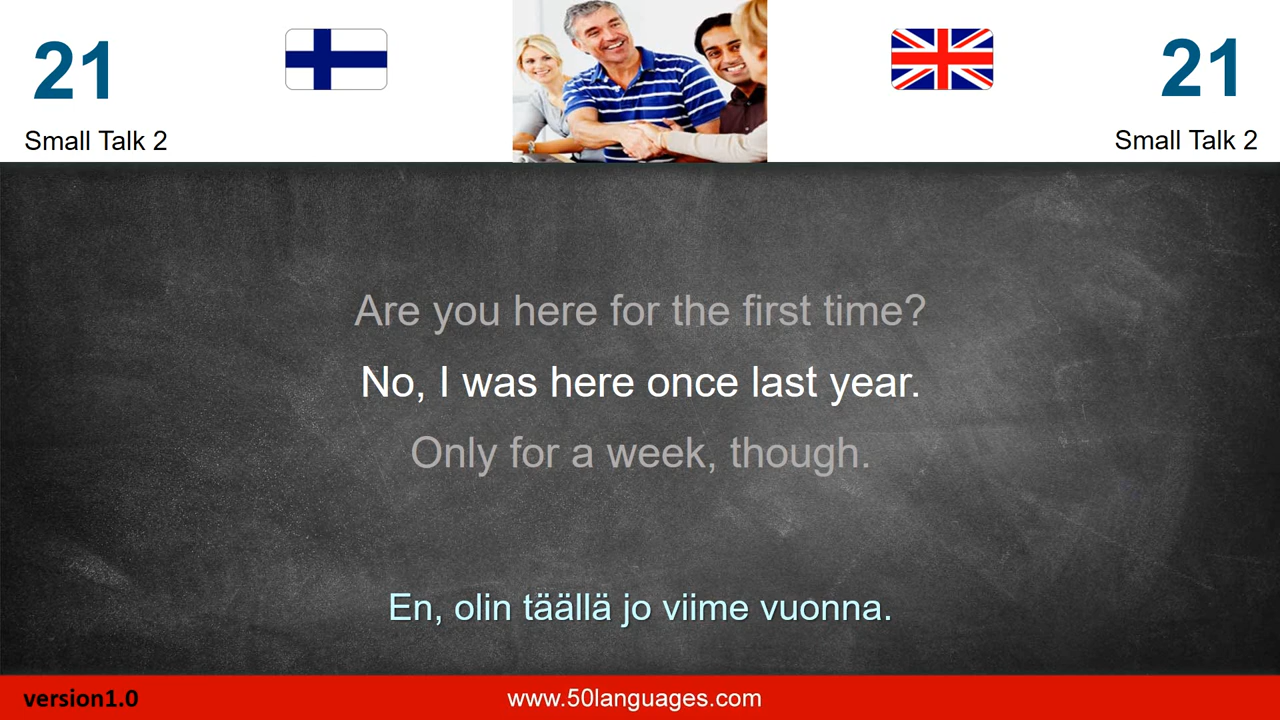 21
21
Small Talk 2
Small Talk 2
Are you here for the first time?
No, I was here once last year.
Only for a week, though.
En, olin täällä jo viime vuonna.
version1.0
www.50languages.com